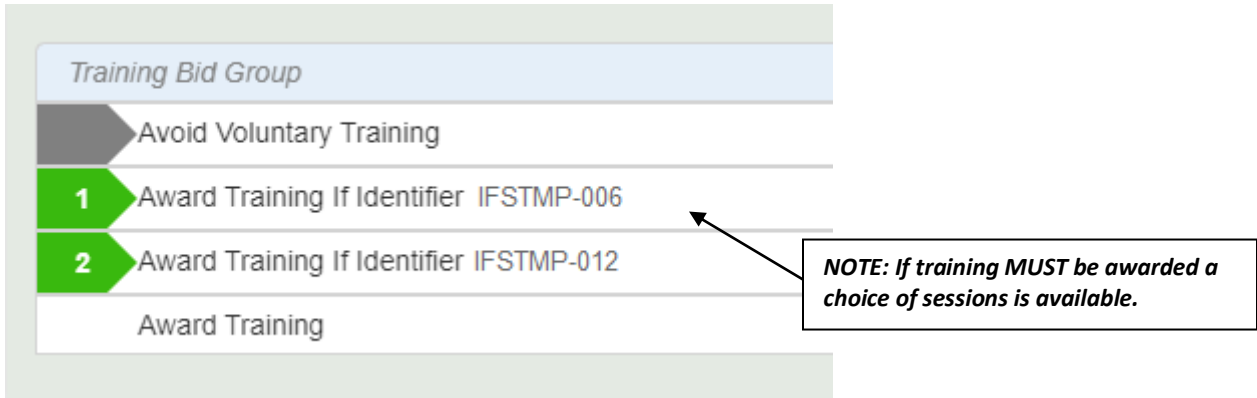 Training Bid Group
Avoid Voluntary Training
1 Award Training If Identifier IFSTMP-006
2 Award Training If Identifier IFSTMP-012
Award Training
NOTE: If training MUST be awarded a
choice of sessions is available.